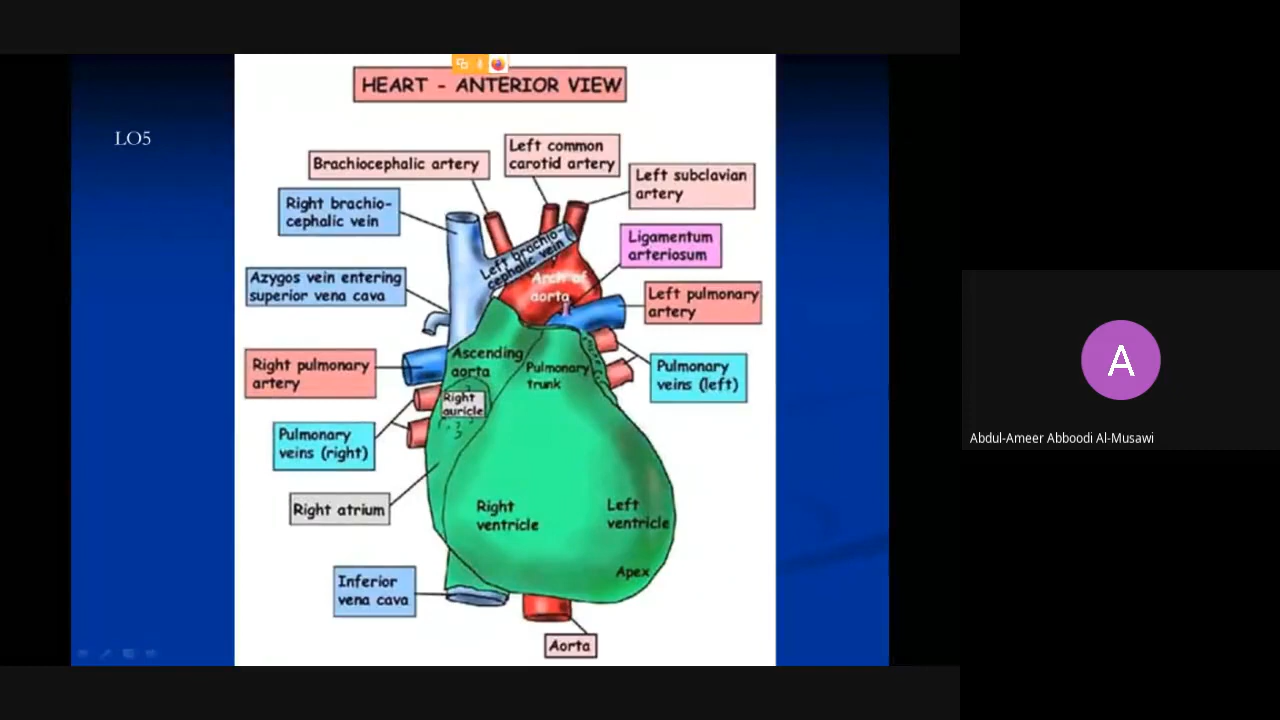 HEART - ANTERIOR VIEW
LO5
Left common
carotid artery
Brachiocephalic artery
Left subclavian
artery
Right brachio-
cephalic vein
Left brachio-
cephalic vein
Ligamentum
arteriosum
Azygos vein entering
superior vena cava
Arch of
aorta
Left pulmonary
artery
Right pulmonary
artery
Ascending
aorta
Pulmonary
trunk
Pulmonary
veins (left)
Right
auricle
Pulmonary
veins (right)
Right atrium
Right
ventricle
Left
ventricle
Apex
Inferior
vena cava
Aorta
A
Abdul-Ameer Abboodi Al-Musawi